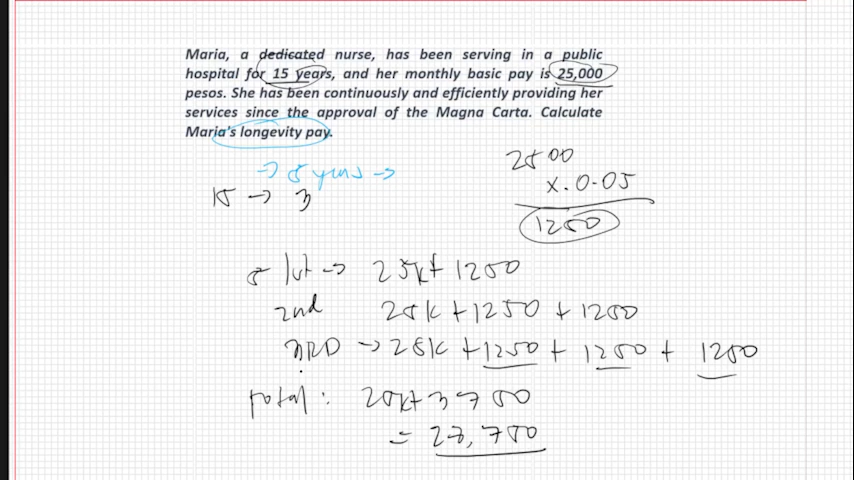 Maria, a dedicated nurse, has been serving in a public
hospital for 15 years, and her monthly basic pay is 25,000
pesos. She has been continuously and efficiently providing her
services since the approval of the Magna Carta. Calculate
Maria's longevity pay.
→ 5 years →
15 → 3
2500
x. 0.05
1250
1st → 25k + 1250
2nd 25k + 1250 + 1250
3RD → 25k + 1250 + 1250 + 1250
total: 25k + 3750
= 28,750